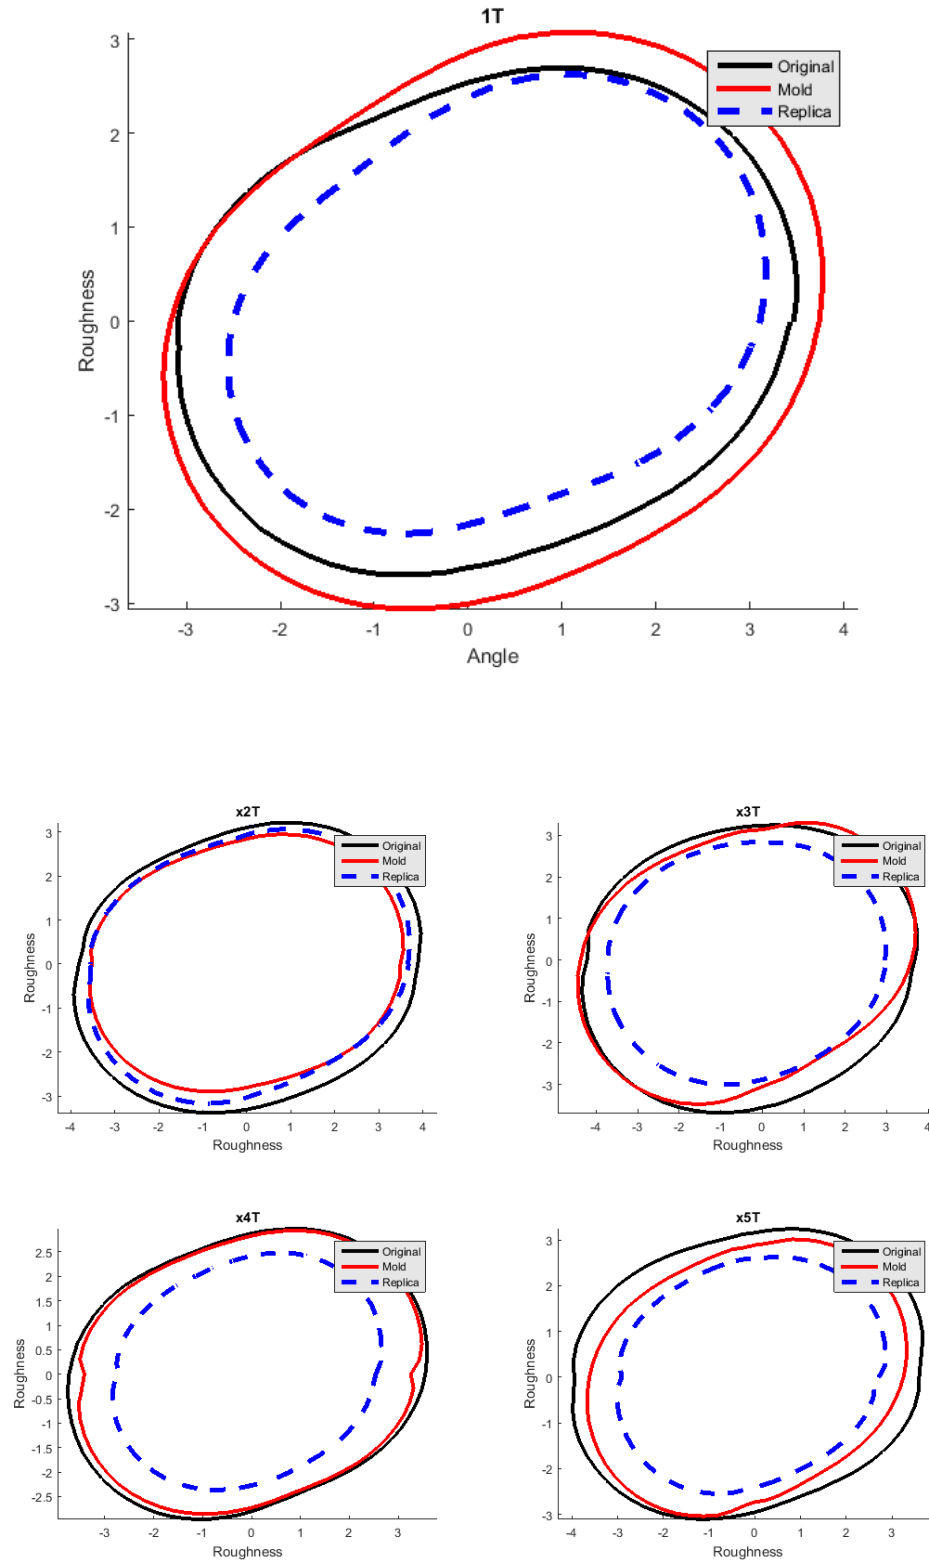 1T
Original
Mold
Replica
3
2
1
0
-1
-2
-3
Roughness
-3
-2
-1
0
1
2
3
4
Angle
x2T
Original
Mold
Replica
3
2
1
0
-1
-2
-3
Roughness
-4
-3
-2
-1
0
1
2
3
4
Roughness
x3T
Original
Mold
Replica
3
2
1
0
-1
-2
-3
Roughness
-4
-3
-2
-1
0
1
2
3
4
Roughness
x4T
Original
Mold
Replica
2.5
2
1.5
1
0.5
0
-0.5
-1
-1.5
-2
-2.5
Roughness
-3
-2
-1
0
1
2
3
Roughness
x5T
Original
Mold
Replica
3
2
1
0
-1
-2
-3
Roughness
-4
-3
-2
-1
0
1
2
3
Roughness